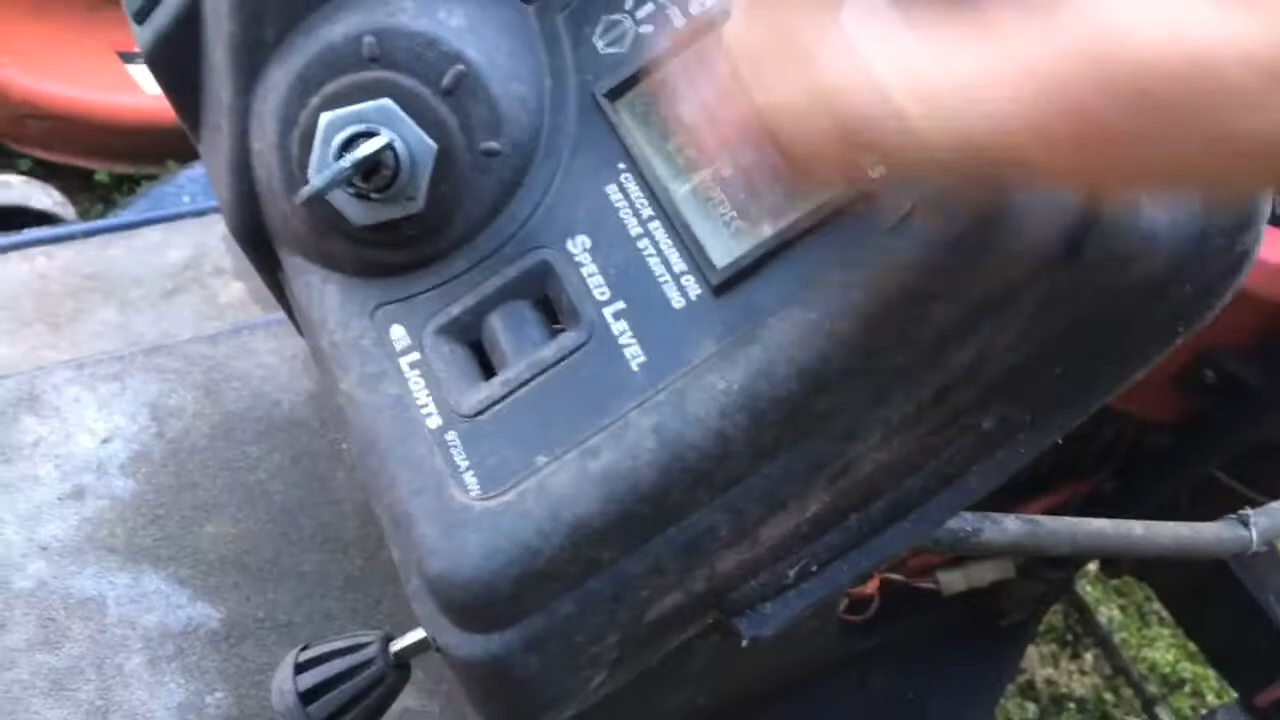 * CHECK ENGINE OIL
BEFORE STARTING
SPEED LEVEL
LIGHTS